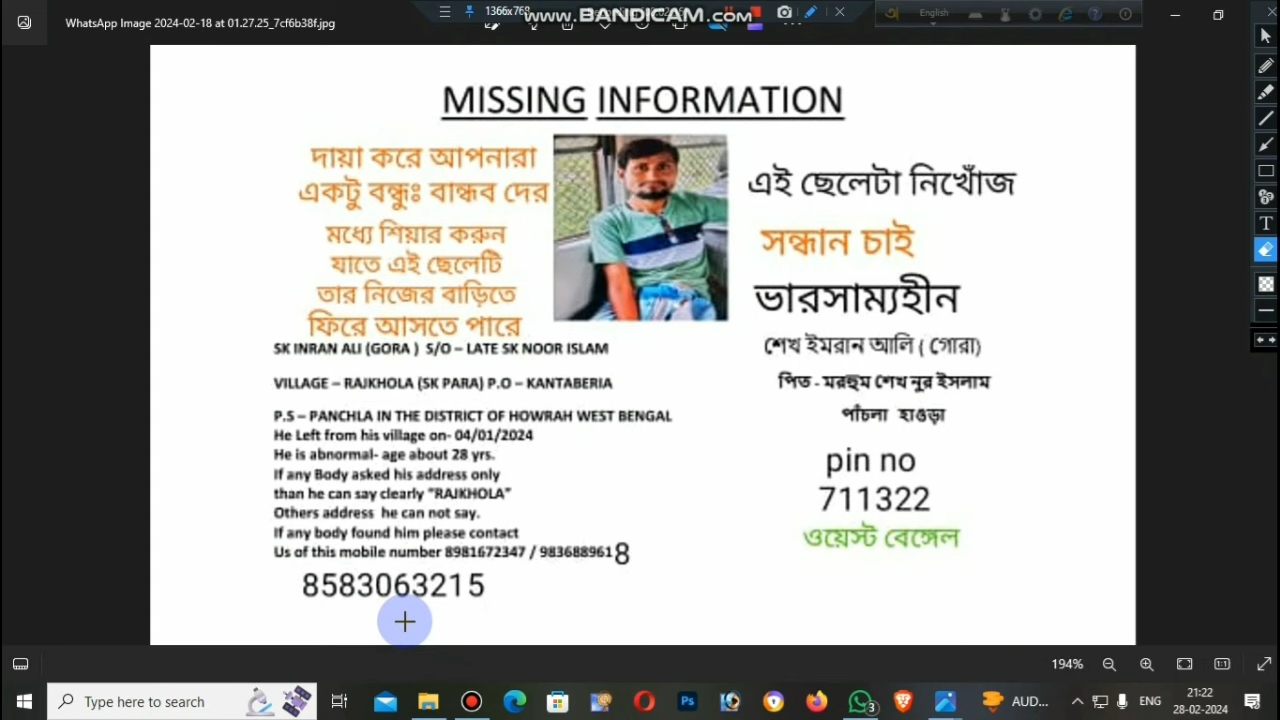 WhatsApp Image 2024-02-18 at 01.27.25_7cf6b38f.jpg
1366x768
www.BANDICAM.com
English
MISSING INFORMATION
দায়া করে আপনারা
একটু বন্ধুঃ বান্ধব দের
মধ্যে শিয়ার করুন
যাতে এই ছেলেটি
তার নিজের বাড়িতে
ফিরে আসতে পারে
এই ছেলেটা নিখোঁজ
সন্ধান চাই
ভারসাম্যহীন
শেখ ইমরান আলি ( গোরা)
পিত - মরহুম শেখ নুর ইসলাম
পাঁচলা হাওড়া
pin no
711322
ওয়েস্ট বেঙ্গেল
SK INRAN ALI (GORA ) S/O – LATE SK NOOR ISLAM
VILLAGE – RAJKHOLA (SK PARA) P.O – KANTABERIA
P.S – PANCHLA IN THE DISTRICT OF HOWRAH WEST BENGAL
He Left from his village on- 04/01/2024
He is abnormal- age about 28 yrs.
If any Body asked his address only
than he can say clearly "RAJKHOLA"
Others address he can not say.
If any body found him please contact
Us of this mobile number 8981672347 / 9836889618
8583063215
194%
Type here to search
AUD...
ENG
21:22
28-02-2024